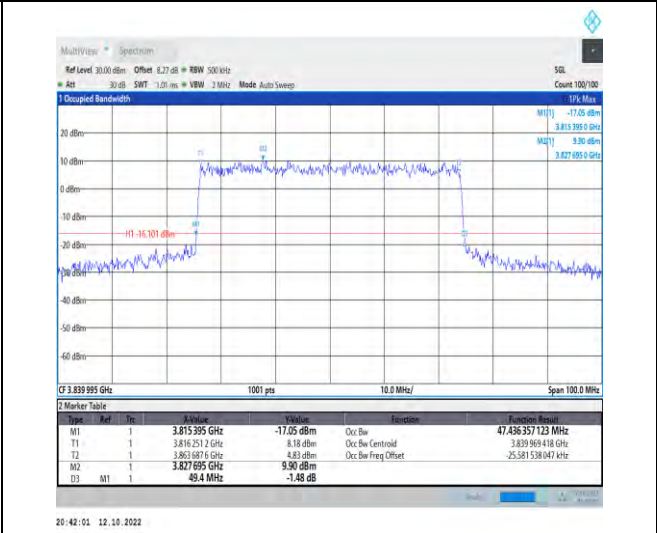 MultiView Spectrum
Ref Level 30.00 dBm Offset 8.27 dB RBW 500 kHz SGL
Att 30 dB SWT 1.01 ms VBW 2 MHz Mode Auto Sweep Count 100/100
1 Occupied Bandwidth 1Pk Max
M1[1] -17.05 dBm
3.815 395 0 GHz
20 dBm
M2[1] 9.90 dBm
3.827 695 0 GHz
T1
M2
10 dBm
0 dBm
-10 dBm
M1
H1 -16.101 dBm
-20 dBm
-30 dBm
-40 dBm
-50 dBm
-60 dBm
CF 3.839 995 GHz 1001 pts 10.0 MHz/ Span 100.0 MHz
2 Marker Table
Type Ref Trc X-Value Y-Value Function Function Result
M1 1 3.815 395 GHz -17.05 dBm Occ Bw 47.436 357 123 MHz
T1 1 3.816 251 2 GHz 8.18 dBm Occ Bw Centroid 3.839 969 418 GHz
T2 1 3.863 687 6 GHz 4.83 dBm Occ Bw Freq Offset -25.581 538 047 kHz
M2 1 3.827 695 GHz 9.90 dBm
D3 M1 1 49.4 MHz -1.48 dB
20:42:01 12.10.2022